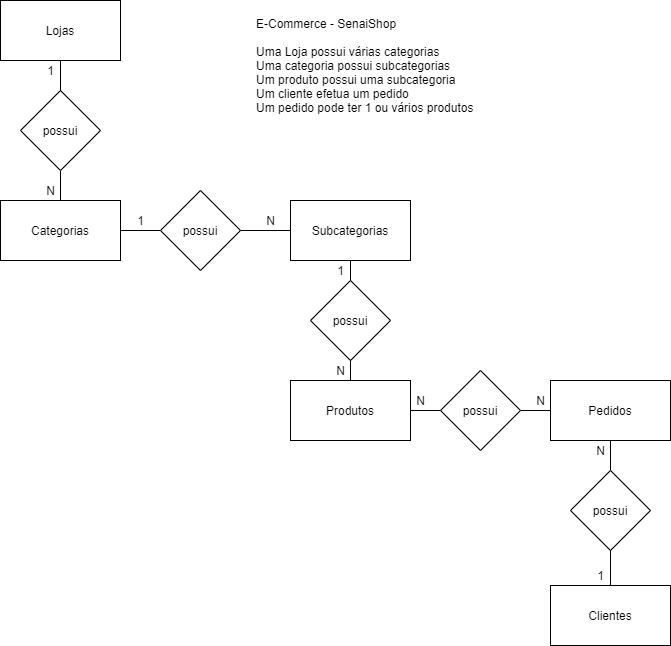 Lojas
E-Commerce - SenaiShop
Uma Loja possui várias categorias
Uma categoria possui subcategorias
Um produto possui uma subcategoria
Um cliente efetua um pedido
Um pedido pode ter 1 ou vários produtos
1
possui
N
Categorias
1
possui
N
Subcategorias
1
possui
N
Produtos
N
possui
N
Pedidos
N
possui
1
Clientes